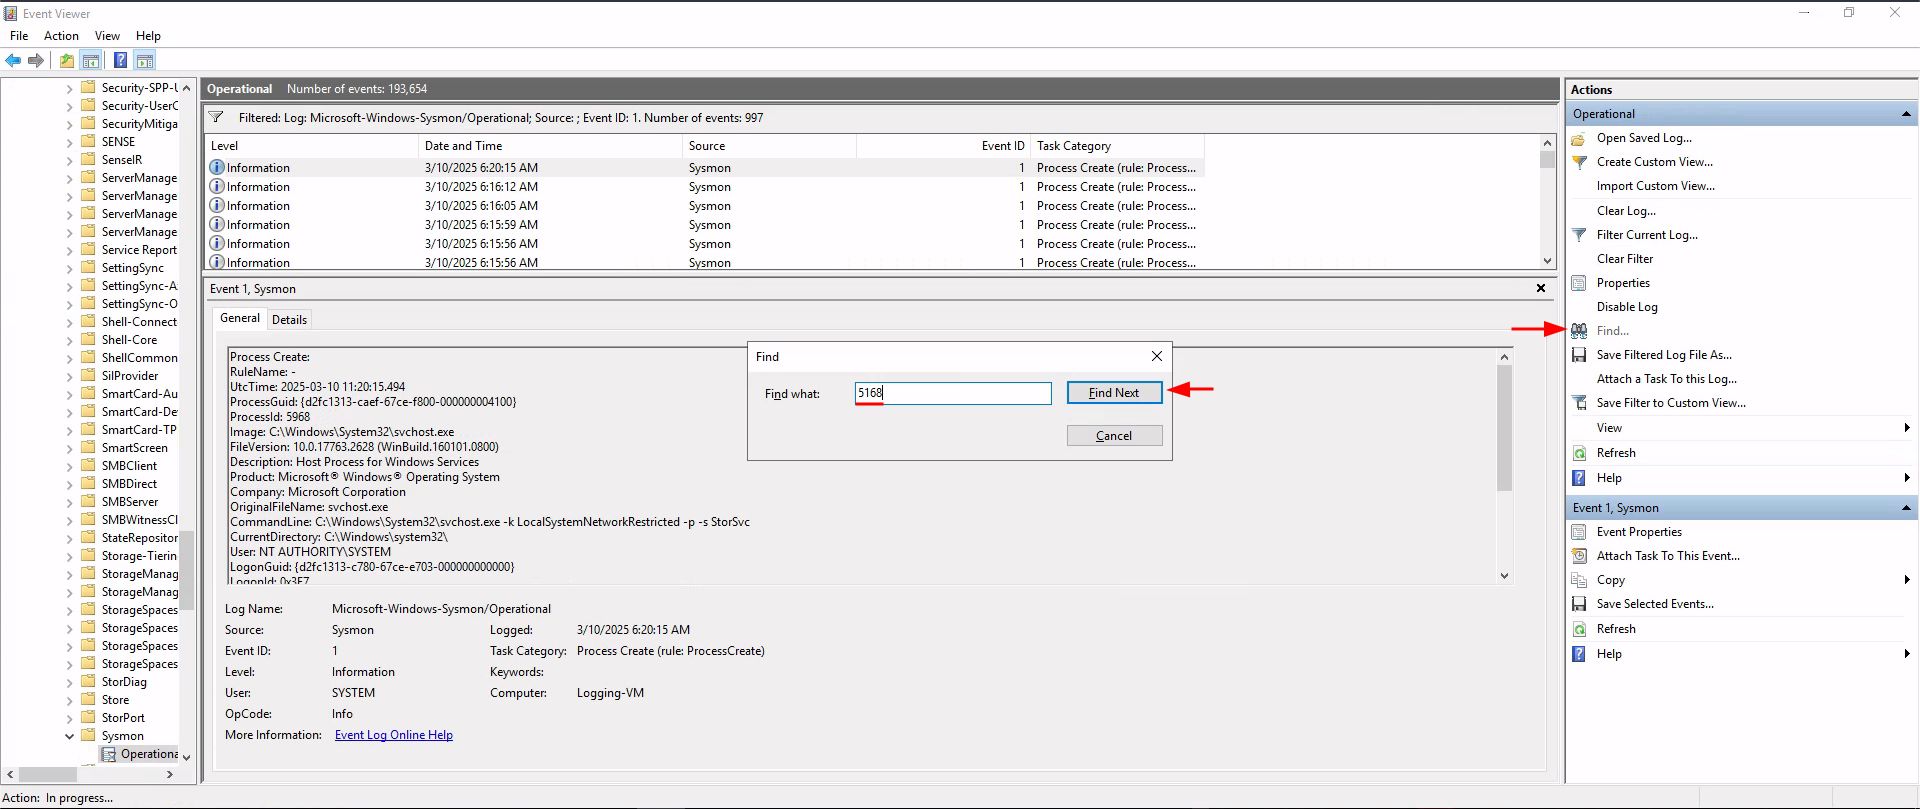 Event Viewer
File Action View Help
Security-SPP-U
Security-UserC
SecurityMitiga
SENSE
SenseIR
ServerManage
ServerManage
ServerManage
ServerManage
Service Report
SettingSync
SettingSync-A
SettingSync-O
Shell-Connect
Shell-Core
ShellCommon
SilProvider
SmartCard-Au
SmartCard-De
SmartCard-TP
SmartScreen
SMBClient
SMBDirect
SMBServer
SMBWitnessCl
StateRepositor
Storage-Tierin
StorageManag
StorageManag
StorageSpaces
StorageSpaces
StorageSpaces
StorageSpaces
StorDiag
Store
StorPort
Sysmon
Operationa
Operational Number of events: 193,654
Filtered: Log: Microsoft-Windows-Sysmon/Operational; Source: ; Event ID: 1. Number of events: 997
Level Date and Time Source Event ID Task Category
Information 3/10/2025 6:20:15 AM Sysmon 1 Process Create (rule: Process...
Information 3/10/2025 6:16:12 AM Sysmon 1 Process Create (rule: Process...
Information 3/10/2025 6:16:05 AM Sysmon 1 Process Create (rule: Process...
Information 3/10/2025 6:15:59 AM Sysmon 1 Process Create (rule: Process...
Information 3/10/2025 6:15:56 AM Sysmon 1 Process Create (rule: Process...
Information 3/10/2025 6:15:56 AM Sysmon 1 Process Create (rule: Process...
Event 1, Sysmon
General Details
Process Create:
RuleName: -
UtcTime: 2025-03-10 11:20:15.494
ProcessGuid: {d2fc1313-caef-67ce-f800-000000004100}
ProcessId: 5968
Image: C:\Windows\System32\svchost.exe
FileVersion: 10.0.17763.2628 (WinBuild.160101.0800)
Description: Host Process for Windows Services
Product: Microsoft® Windows® Operating System
Company: Microsoft Corporation
OriginalFileName: svchost.exe
CommandLine: C:\Windows\System32\svchost.exe -k LocalSystemNetworkRestricted -p -s StorSvc
CurrentDirectory: C:\Windows\system32\
User: NT AUTHORITY\SYSTEM
LogonGuid: {d2fc1313-c780-67ce-e703-000000000000}
LogonId: 0x3E7
Find
Find what: 5168 Find Next
Cancel
Log Name: Microsoft-Windows-Sysmon/Operational
Source: Sysmon Logged: 3/10/2025 6:20:15 AM
Event ID: 1 Task Category: Process Create (rule: ProcessCreate)
Level: Information Keywords:
User: SYSTEM Computer: Logging-VM
OpCode: Info
More Information: Event Log Online Help
Actions
Operational
Open Saved Log...
Create Custom View...
Import Custom View...
Clear Log...
Filter Current Log...
Clear Filter
Properties
Disable Log
Find...
Save Filtered Log File As...
Attach a Task To this Log...
Save Filter to Custom View...
View
Refresh
Help
Event 1, Sysmon
Event Properties
Attach Task To This Event...
Copy
Save Selected Events...
Refresh
Help
Action: In progress...